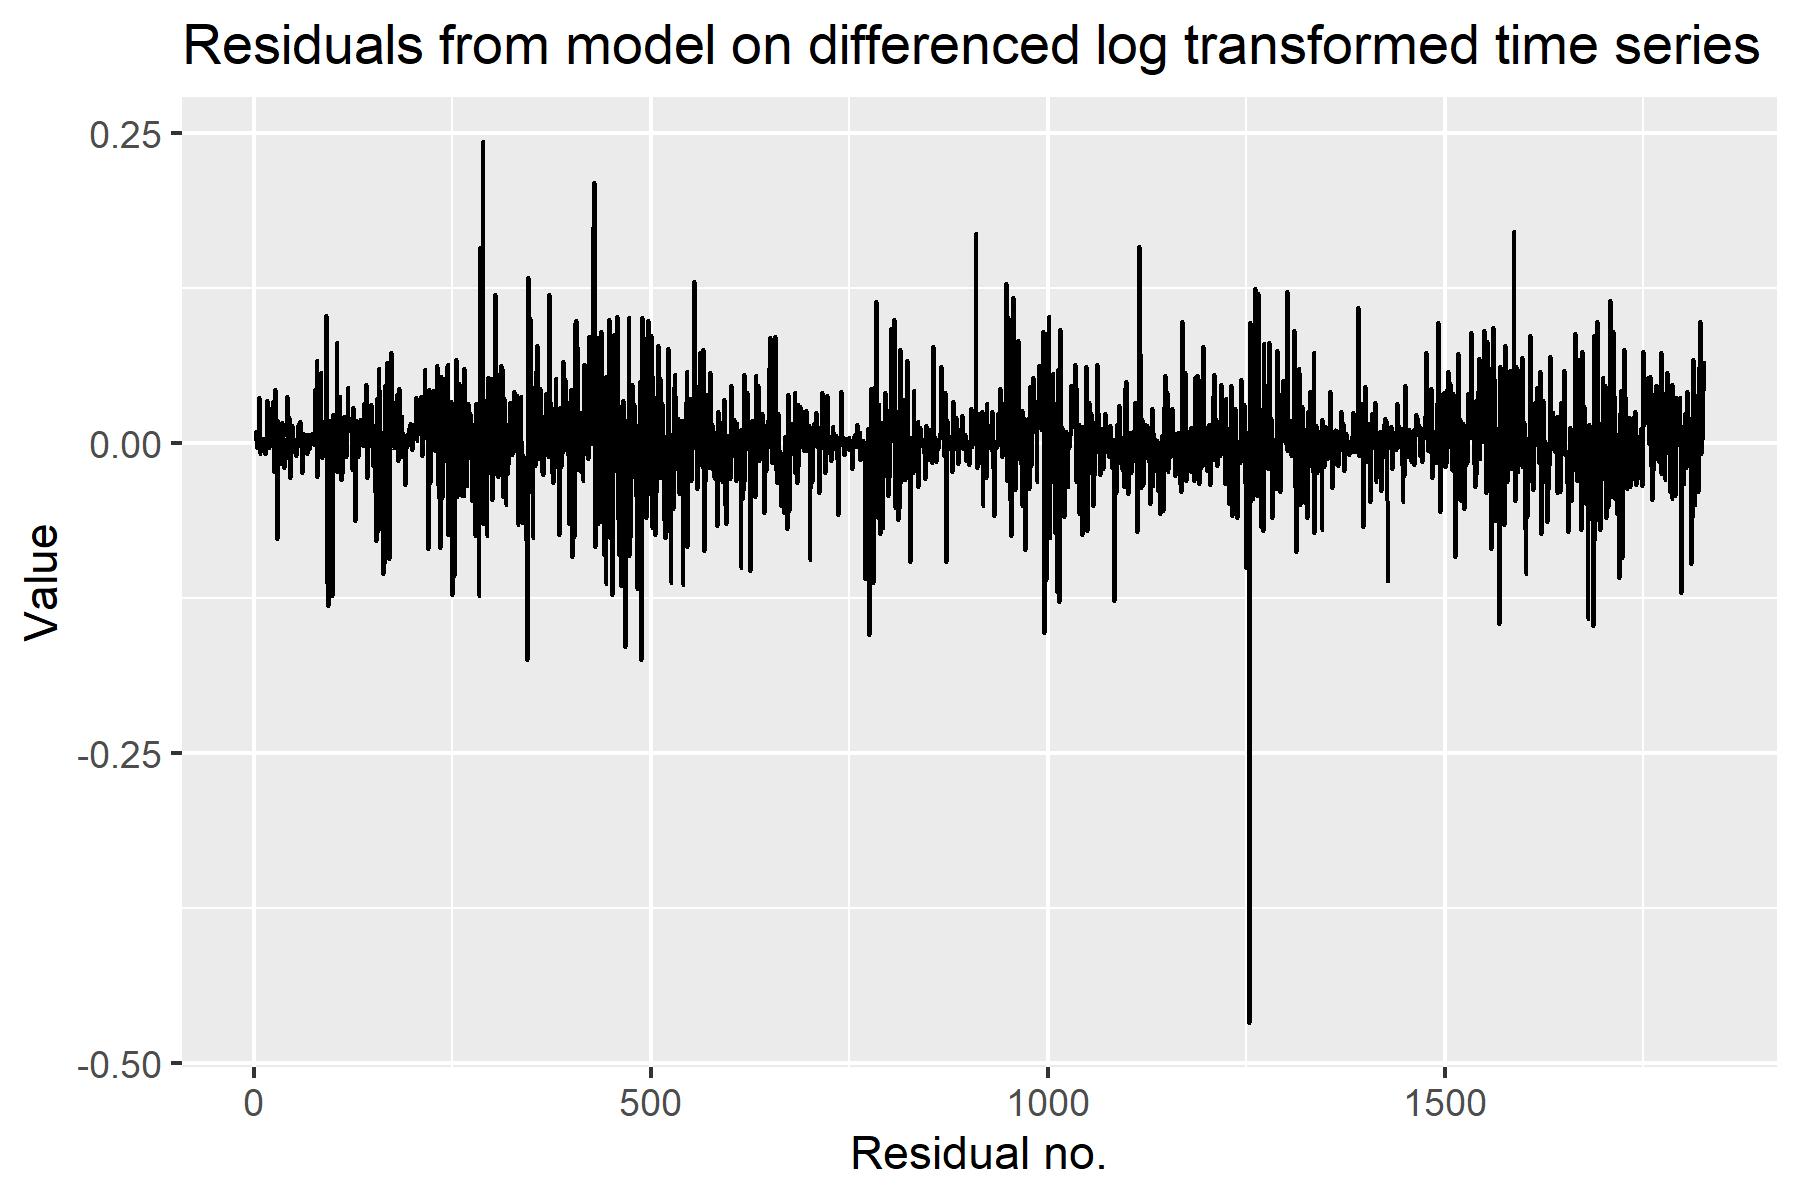 Residuals from model on differenced log transformed time series
0.25
0.00
-0.25
-0.50
Value
0 500 1000 1500
Residual no.